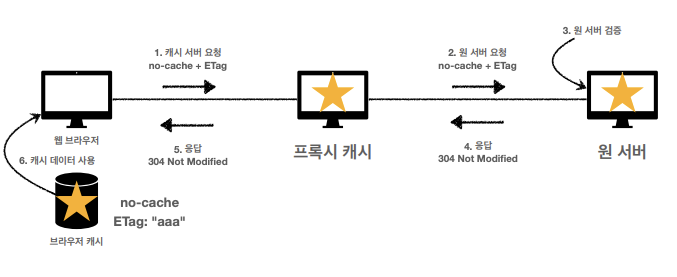 1. 캐시 서버 요청
no-cache + ETag
2. 원 서버 요청
no-cache + ETag
3. 원 서버 검증
웹 브라우저
프록시 캐시
원 서버
5. 응답
304 Not Modified
4. 응답
304 Not Modified
6. 캐시 데이터 사용
no-cache
ETag: "aaa"
브라우저 캐시